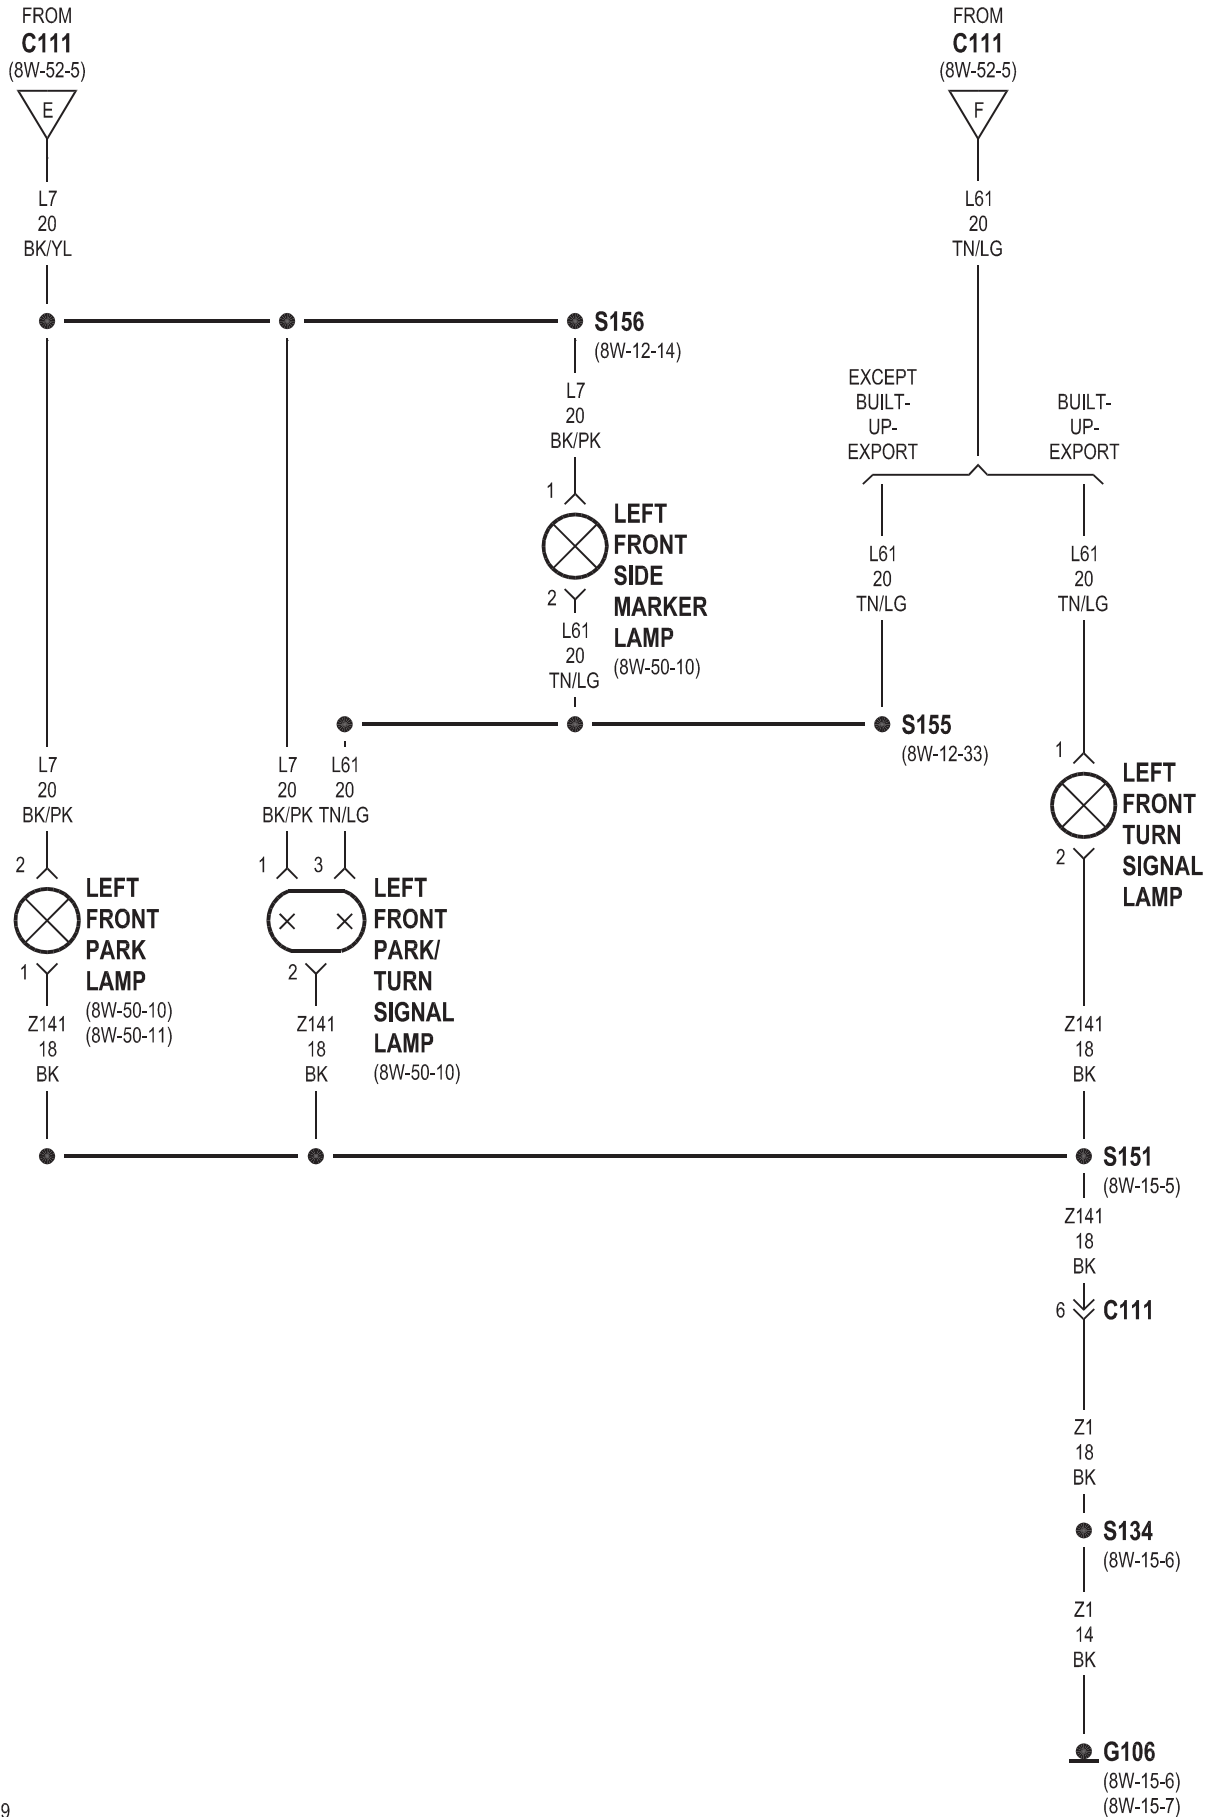 FROM
C111
(8W-52-5)
E
L7
20
BK/YL
FROM
C111
(8W-52-5)
F
L61
20
TN/LG
S156
(8W-12-14)
L7
20
BK/PK
EXCEPT
BUILT-
UP-
EXPORT
BUILT-
UP-
EXPORT
1
LEFT
FRONT
SIDE
MARKER
LAMP
(8W-50-10)
2
L61
20
TN/LG
L61
20
TN/LG
L61
20
TN/LG
S155
(8W-12-33)
L7
20
BK/PK
L7
20
BK/PK
L61
20
TN/LG
1
LEFT
FRONT
TURN
SIGNAL
LAMP
2
2
LEFT
FRONT
PARK
LAMP
(8W-50-10)
(8W-50-11)
1
1
3
LEFT
FRONT
PARK/
TURN
SIGNAL
LAMP
(8W-50-10)
2
Z141
18
BK
Z141
18
BK
Z141
18
BK
S151
(8W-15-5)
Z141
18
BK
6
C111
Z1
18
BK
S134
(8W-15-6)
Z1
14
BK
G106
(8W-15-6)
(8W-15-7)
9